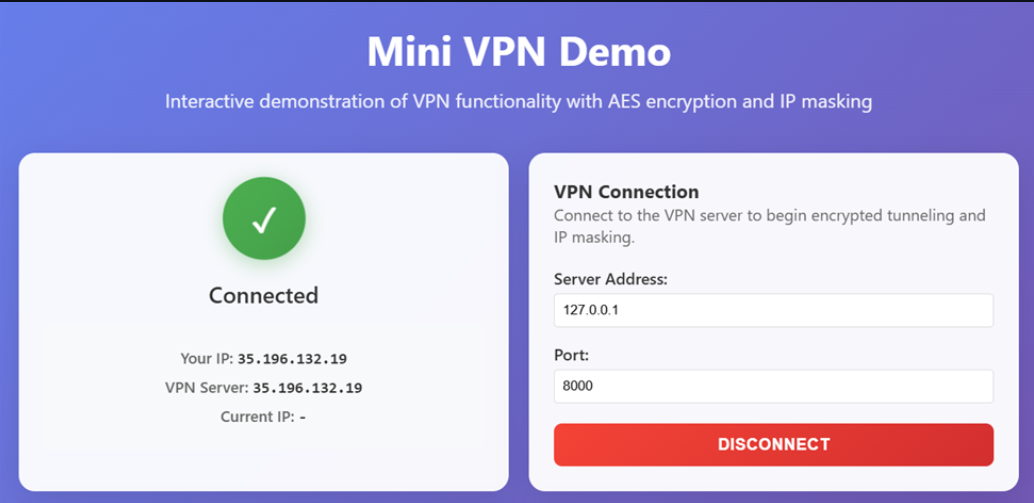 Mini VPN Demo
Interactive demonstration of VPN functionality with AES encryption and IP masking
✓
Connected
Your IP: 35.196.132.19
VPN Server: 35.196.132.19
Current IP: -
VPN Connection
Connect to the VPN server to begin encrypted tunneling and
IP masking.
Server Address:
127.0.0.1
Port:
8000
DISCONNECT